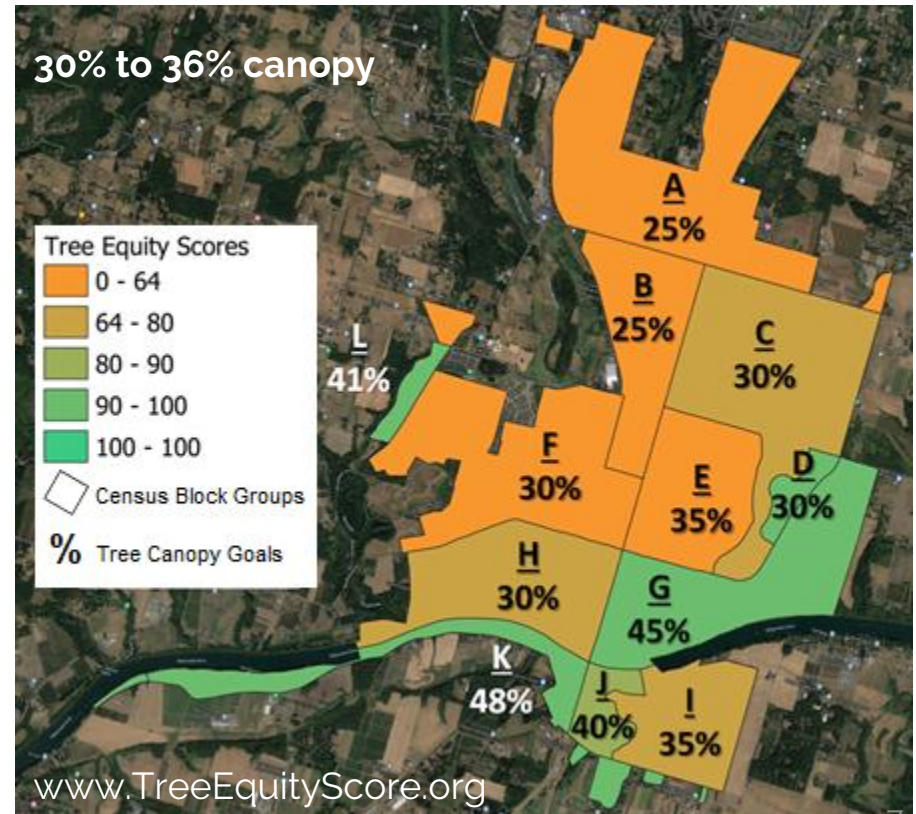 30% to 36% canopy
A
25%
B
25%
C
30%
Tree Equity Scores
0 - 64
64 - 80
80 - 90
90 - 100
100 - 100
Census Block Groups
% Tree Canopy Goals
L
41%
F
30%
E
35%
D
30%
H
30%
G
45%
K
48%
J
40%
I
35%
www.TreeEquityScore.org